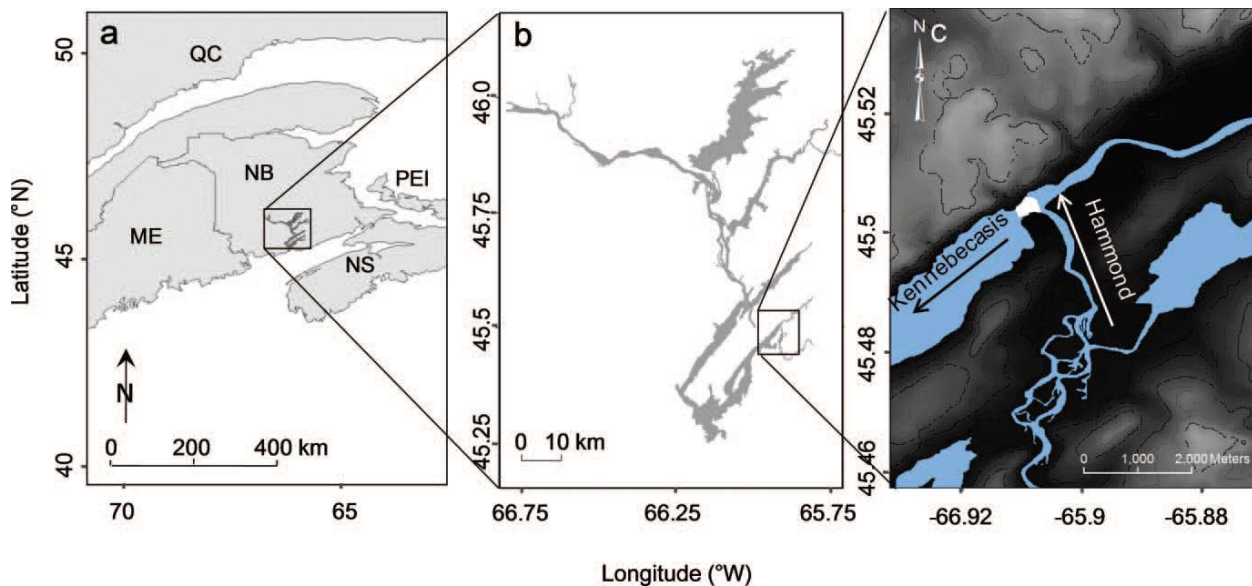 a
QC
NB
PEI
ME
NS
N
0 200 400 km
50
45
40
70 65
Latitude (°N)
b
46.0
45.75
45.5
45.25
0 10 km
66.75 66.25 65.75
Longitude (°W)
C
N
Kennebecasis
Hammond
45.52
45.5
45.48
45.46
0 1,000 2,000 Meters
-66.92 -65.9 -65.88